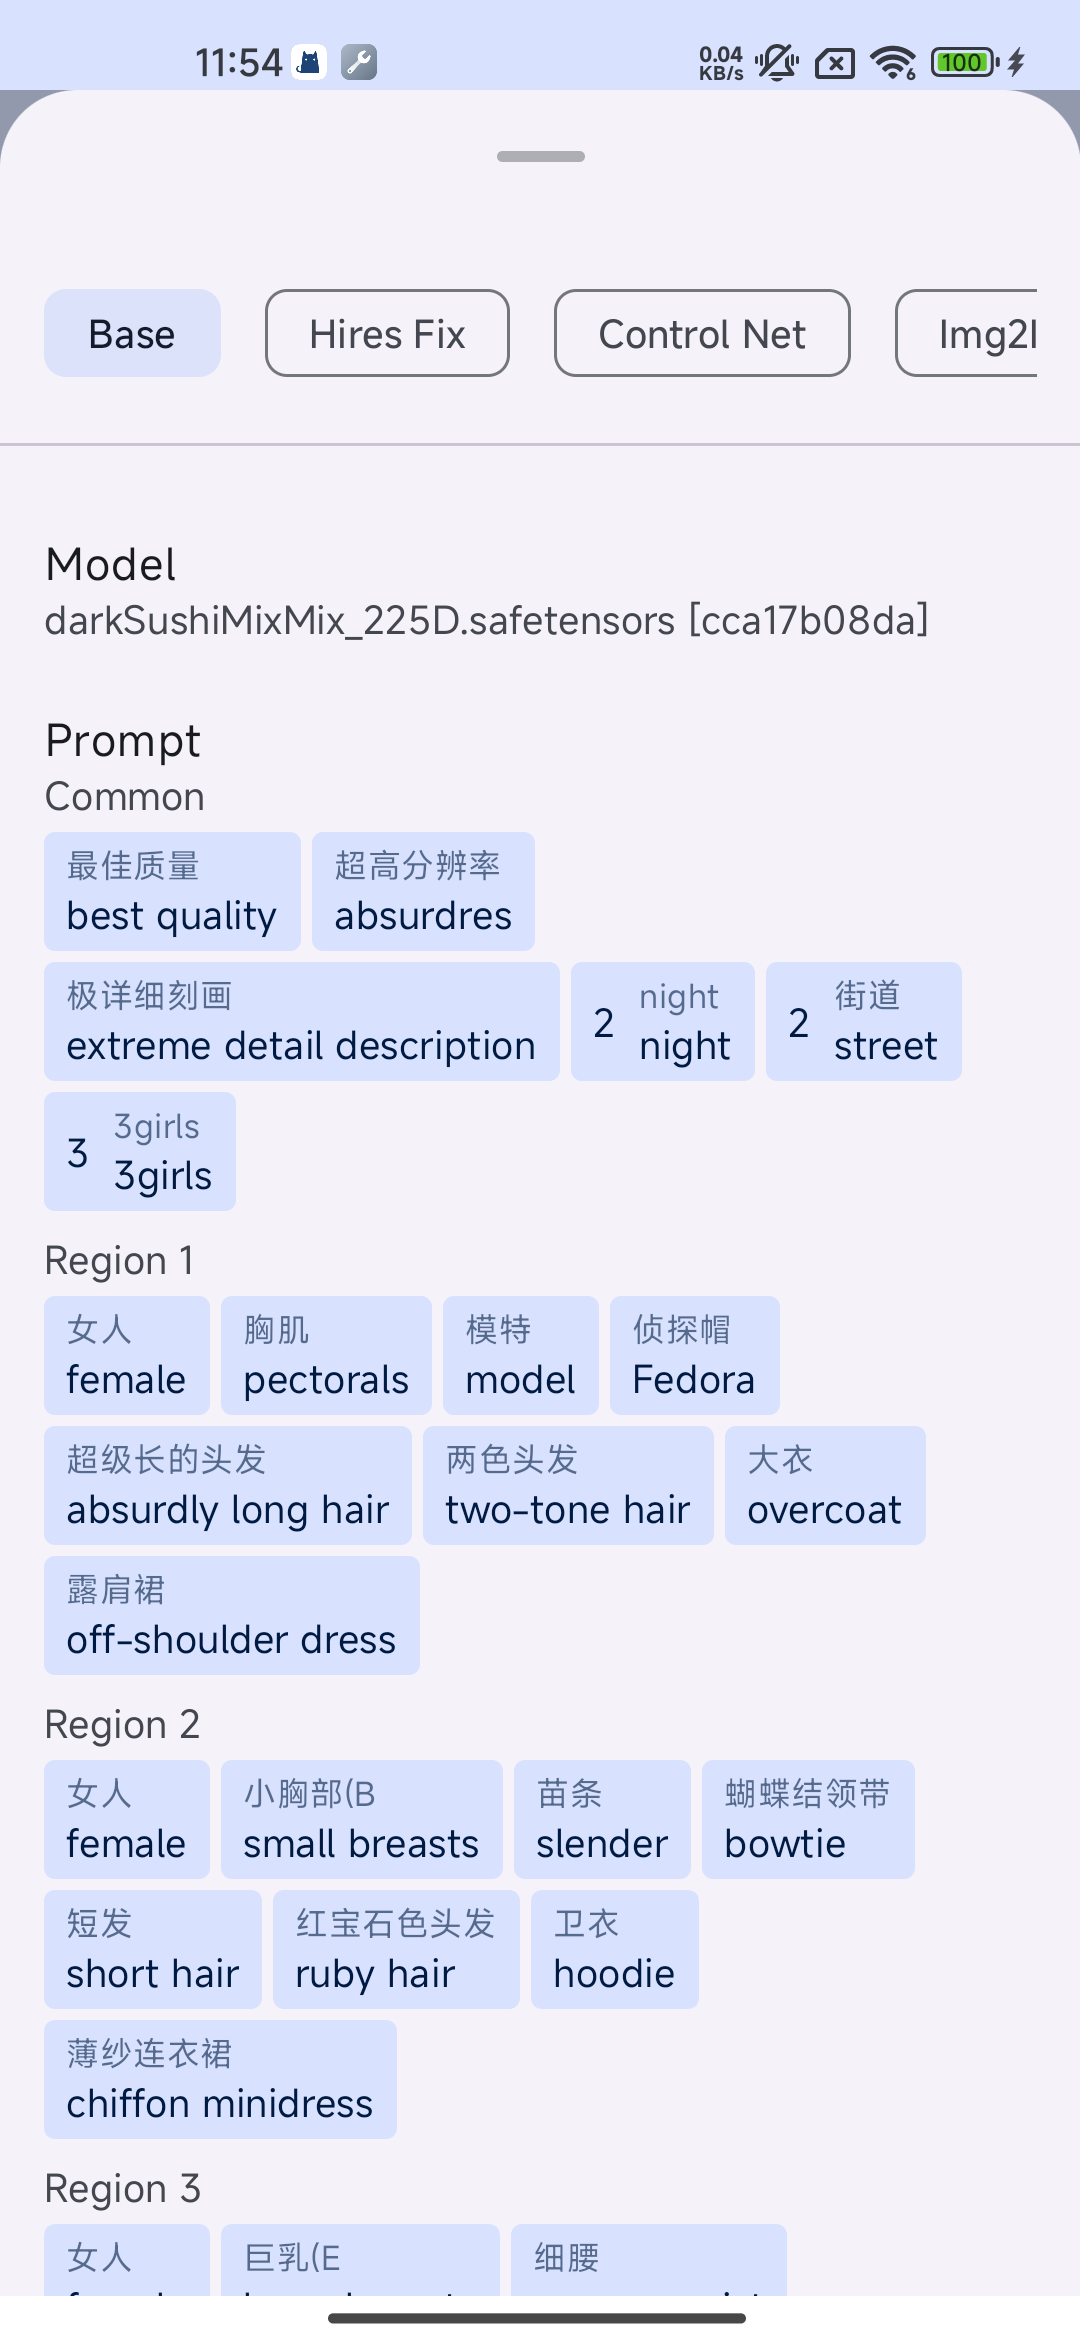 11:54
0.04
KB/s
6
100
Base
Hires Fix
Control Net
Img2I
Model
darkSushiMixMix_225D.safetensors [cca17b08da]
Prompt
Common
最佳质量 超高分辨率
best quality absurdres
极详细刻画 night 街道
extreme detail description 2 night 2 street
3girls
3 3girls
Region 1
女人 胸肌 模特 侦探帽
female pectorals model Fedora
超级长的头发 两色头发 大衣
absurdly long hair two-tone hair overcoat
露肩裙
off-shoulder dress
Region 2
女人 小胸部(B 苗条 蝴蝶结领带
female small breasts slender bowtie
短发 红宝石色头发 卫衣
short hair ruby hair hoodie
薄纱连衣裙
chiffon minidress
Region 3
女人 巨乳(E 细腰